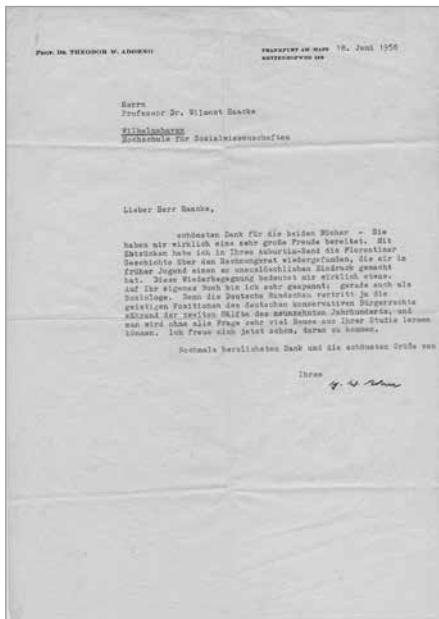 Prof. Dr. THEODOR W. ADORNO
FRANKFURT AM MAIN 18. Juni 1958
KETTENHOFWEG 123
Herrn
Professor Dr. Wilmont Haacke
Wilhelmshaven
Hochschule für Sozialwissenschaften
Lieber Herr Haacke,
schönsten Dank für die beiden Bücher - Sie
haben mir wirklich eine sehr große Freude bereitet. Mit
Entzücken habe ich in Ihrem Auburtin-Band die Florentiner
Geschichte über den Rechnungsrat wiedergefunden, die mir in
früher Jugend einen so unauslöschlichen Eindruck gemacht
hat. Diese Wiederbegegnung bedeutet mir wirklich etwas.
Auf Ihr eigenes Buch bin ich sehr gespannt: gerade auch als
Soziologe. Denn die Deutsche Rundschau vertritt ja die
geistigen Positionen des deutschen konservativen Bürgerrechts
während der zweiten Hälfte des neunzehnten Jahrhunderts, und
man wird ohne alle Frage sehr viel Neues aus Ihrer Studie lernen
können. Ich freue mich jetzt schon, daran zu kommen.
Nochmals herzlichsten Dank und die schönsten Grüße von
Ihrem